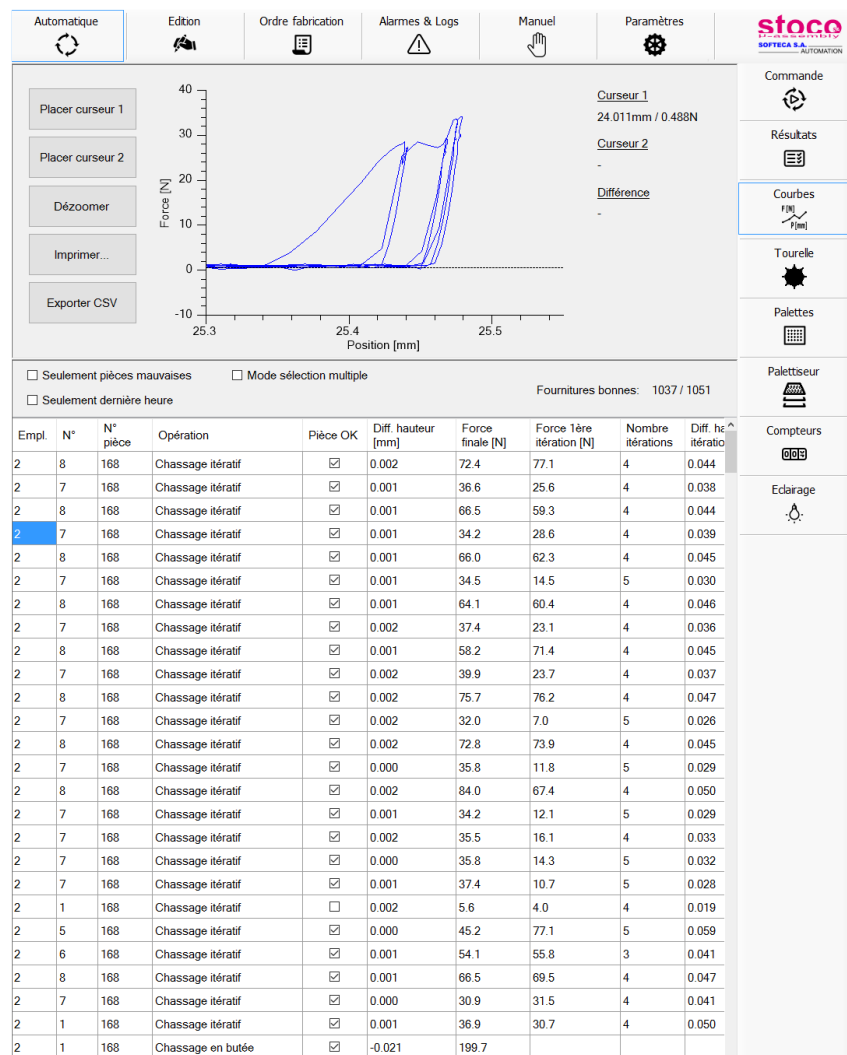 Automatique Edition Ordre fabrication Alarmes & Logs Manuel Paramètres
stoco
µ-assembly
SOFTECA S.A.
AUTOMATION
Placer curseur 1
Placer curseur 2
Dézoomer
Imprimer...
Exporter CSV
Force [N]
40
30
20
10
0
-10
25.3 25.4 25.5
Position [mm]
Curseur 1
24.011mm / 0.488N
Curseur 2
-
Différence
-
Commande
Résultats
Courbes
F[N]
P[mm]
Tourelle
Palettes
Palettiseur
Compteurs
Eclairage
Seulement pièces mauvaises Mode sélection multiple
Seulement dernière heure
Fournitures bonnes: 1037 / 1051
Empl. N° N° pièce Opération Pièce OK Diff. hauteur [mm] Force finale [N] Force 1ère itération [N] Nombre itérations Diff. ha itératio
2 8 168 Chassage itératif 0.002 72.4 77.1 4 0.044
2 7 168 Chassage itératif 0.001 36.6 25.6 4 0.038
2 8 168 Chassage itératif 0.001 66.5 59.3 4 0.044
2 7 168 Chassage itératif 0.001 34.2 28.6 4 0.039
2 8 168 Chassage itératif 0.001 66.0 62.3 4 0.045
2 7 168 Chassage itératif 0.001 34.5 14.5 5 0.030
2 8 168 Chassage itératif 0.001 64.1 60.4 4 0.046
2 7 168 Chassage itératif 0.002 37.4 23.1 4 0.036
2 8 168 Chassage itératif 0.001 58.2 71.4 4 0.045
2 7 168 Chassage itératif 0.002 39.9 23.7 4 0.037
2 8 168 Chassage itératif 0.002 75.7 76.2 4 0.047
2 7 168 Chassage itératif 0.002 32.0 7.0 5 0.026
2 8 168 Chassage itératif 0.002 72.8 73.9 4 0.045
2 7 168 Chassage itératif 0.000 35.8 11.8 5 0.029
2 8 168 Chassage itératif 0.002 84.0 67.4 4 0.050
2 7 168 Chassage itératif 0.001 34.2 12.1 5 0.029
2 7 168 Chassage itératif 0.002 35.5 16.1 4 0.033
2 7 168 Chassage itératif 0.000 35.8 14.3 5 0.032
2 7 168 Chassage itératif 0.001 37.4 10.7 5 0.028
2 1 168 Chassage itératif 0.002 5.6 4.0 4 0.019
2 5 168 Chassage itératif 0.000 45.2 77.1 5 0.059
2 6 168 Chassage itératif 0.001 54.1 55.8 3 0.041
2 8 168 Chassage itératif 0.001 66.5 69.5 4 0.047
2 7 168 Chassage itératif 0.000 30.9 31.5 4 0.041
2 1 168 Chassage itératif 0.001 36.9 30.7 4 0.050
2 1 168 Chassage en butée -0.021 199.7